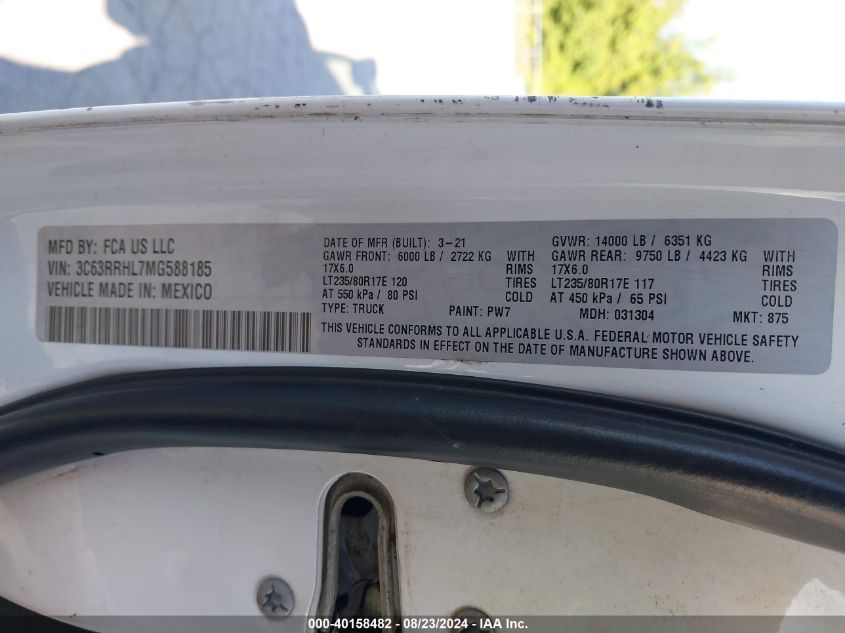 MFD BY: FCA US LLC
VIN: 3C63RRHL7MG588185
VEHICLE MADE IN: MEXICO
DATE OF MFR (BUILT): 3-21
GAWR FRONT: 6000 LB / 2722 KG WITH
17X6.0 RIMS
LT235/80R17E 120 TIRES
AT 550 kPa / 80 PSI COLD
TYPE: TRUCK PAINT: PW7
GVWR: 14000 LB / 6351 KG
GAWR REAR: 9750 LB / 4423 KG WITH
17X6.0 RIMS
LT235/80R17E 117 TIRES
AT 450 kPa / 65 PSI COLD
MDH: 031304 MKT: 875
THIS VEHICLE CONFORMS TO ALL APPLICABLE U.S.A. FEDERAL MOTOR VEHICLE SAFETY
STANDARDS IN EFFECT ON THE DATE OF MANUFACTURE SHOWN ABOVE.
000-40158482 - 08/23/2024 - IAA Inc.